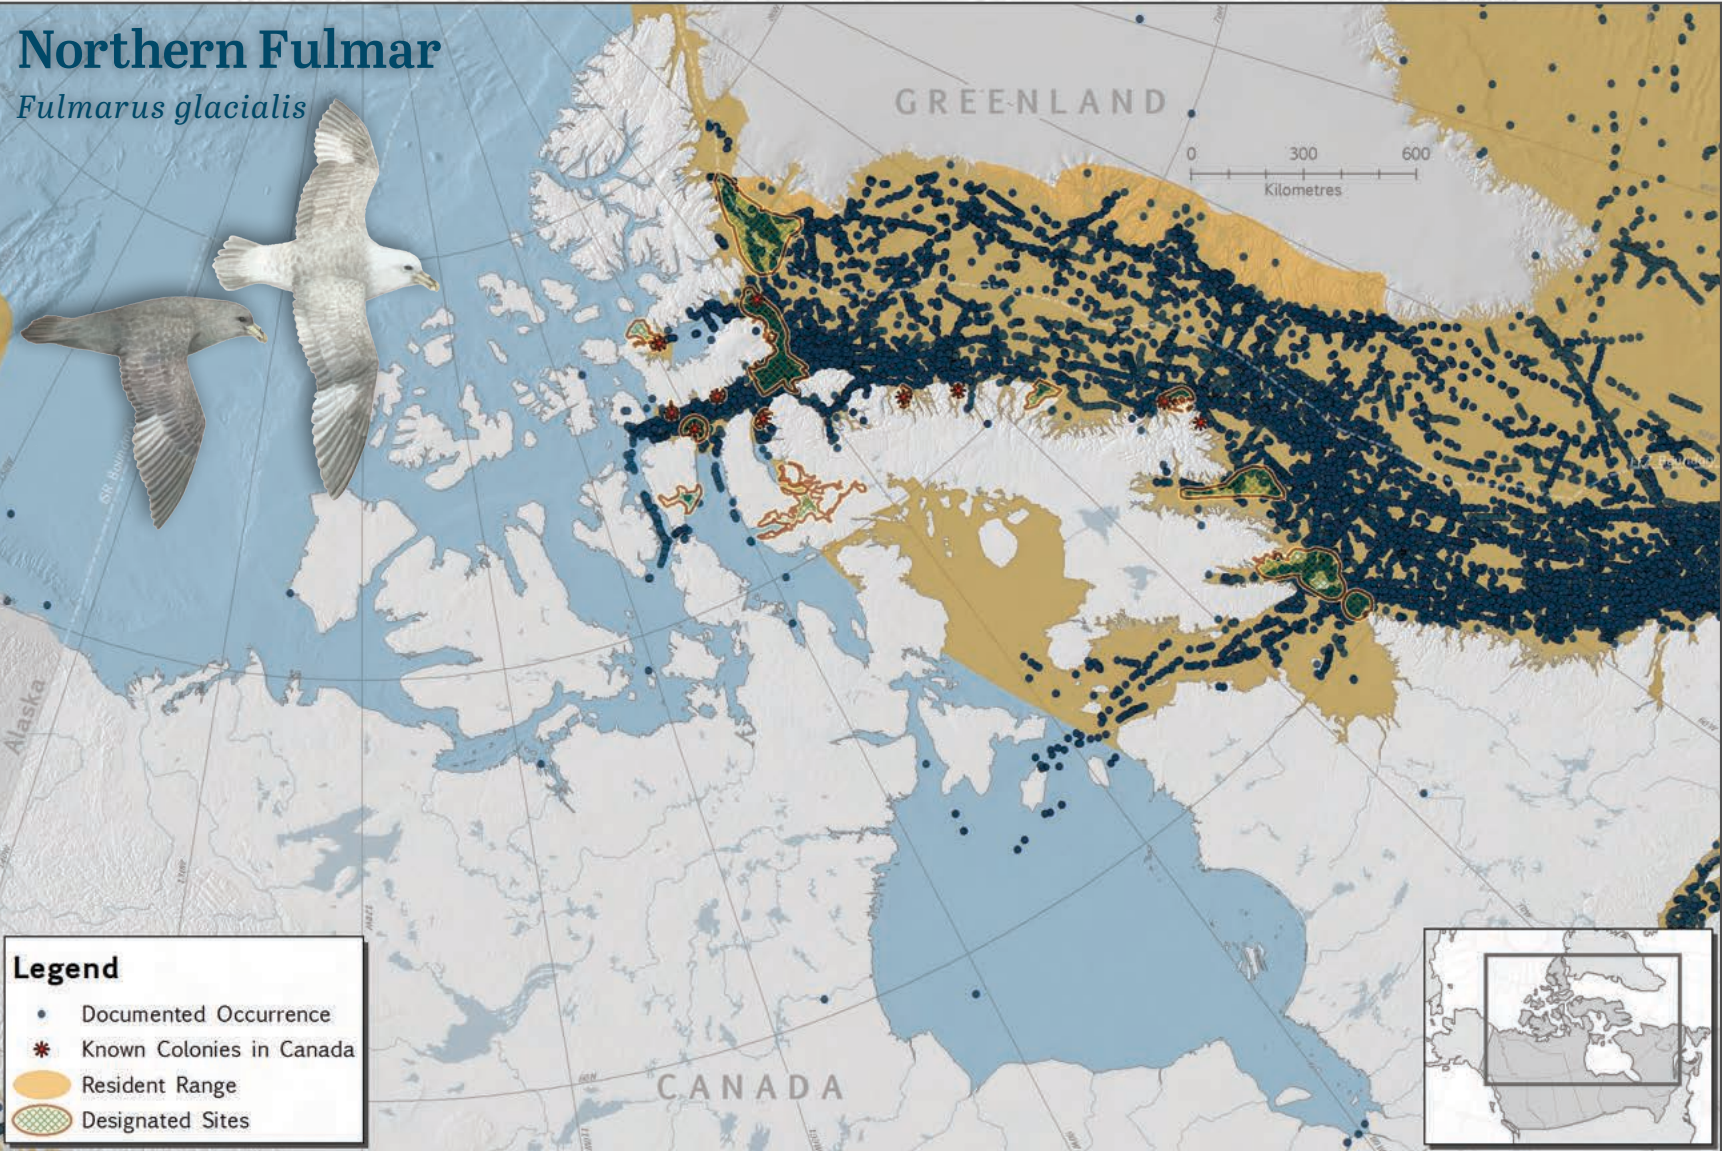 Northern Fulmar
Fulmarus glacialis
GREENLAND
0 300 600
Kilometres
Alaska
CANADA
60N
Legend
Documented Occurrence
Known Colonies in Canada
Resident Range
Designated Sites